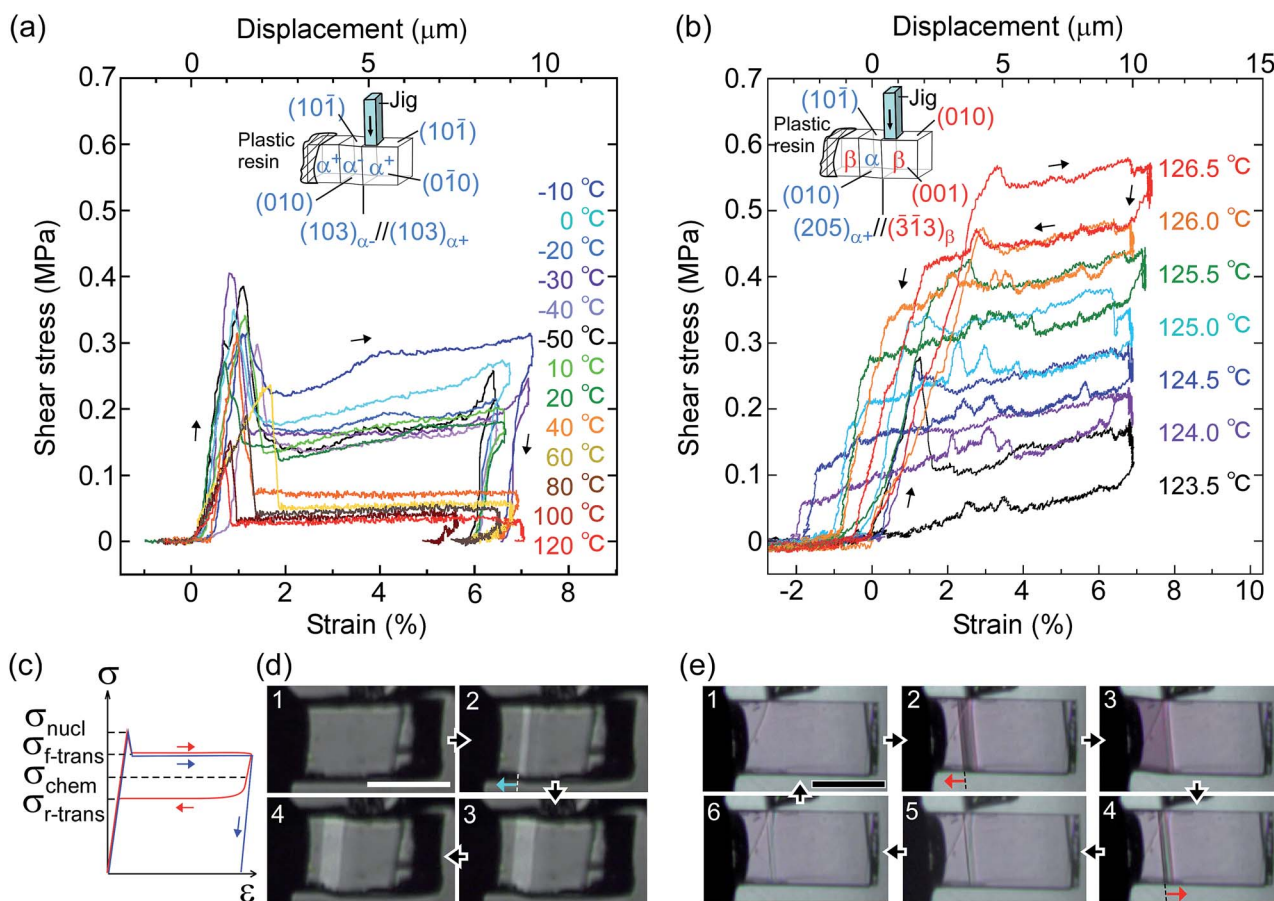 (a)
Displacement (μm)
0 5 10
0.7
0.6
0.5
0.4
0.3
0.2
0.1
0
Shear stress (MPa)
Jig
(101̄)
(101̄)
Plastic
resin
α⁺ α⁻ α⁺
(01̄0)
(010)
(103)α-//(103)α+
-10 °C
0 °C
-20 °C
-30 °C
-40 °C
-50 °C
10 °C
20 °C
40 °C
60 °C
80 °C
100 °C
120 °C
0 2 4 6 8
Strain (%)
(b)
Displacement (μm)
0 5 10 15
0.7
0.6
0.5
0.4
0.3
0.2
0.1
0
Shear stress (MPa)
Jig
(101̄)
(010)
Plastic
resin
β α β
(010)
(001)
(205)α+//(3̄1̄3)β
126.5 °C
126.0 °C
125.5 °C
125.0 °C
124.5 °C
124.0 °C
123.5 °C
-2 0 2 4 6 8 10
Strain (%)
(c)
σ
σnucl
σf-trans
σchem
σr-trans
ε
(d)
1 2
4 3
(e)
1 2 3
6 5 4